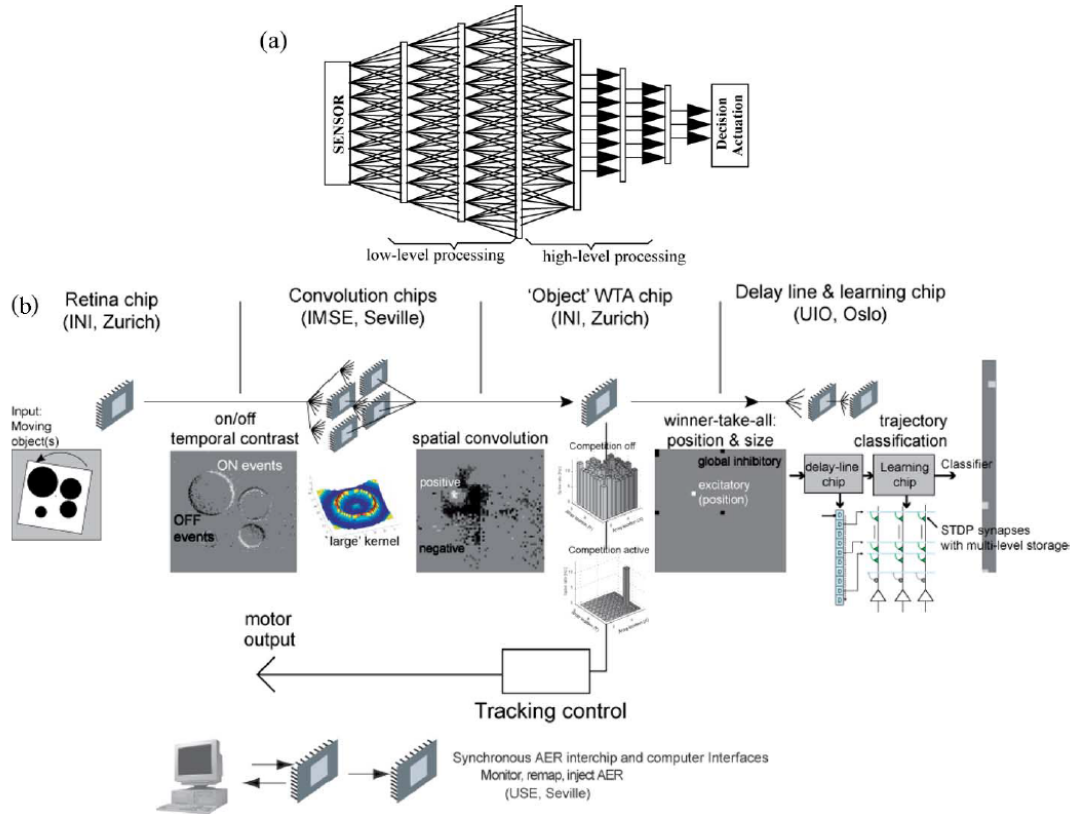 (a)
SENSOR
Decision
Actuation
low-level processing
high-level processing
(b)
Retina chip
(INI, Zurich)
Convolution chips
(IMSE, Seville)
'Object' WTA chip
(INI, Zurich)
Delay line & learning chip
(UIO, Oslo)
Input:
Moving
object(s)
on/off
temporal contrast
ON events
OFF
events
'large' kernel
spatial convolution
positive
negative
Competition off
Competition active
winner-take-all:
position & size
global inhibitory
excitatory
(position)
trajectory
classification
delay-line
chip
Learning
chip
Classifier
STDP synapses
with multi-level storage
motor
output
Tracking control
Synchronous AER interchip and computer Interfaces
Monitor, remap, inject AER
(USE, Seville)